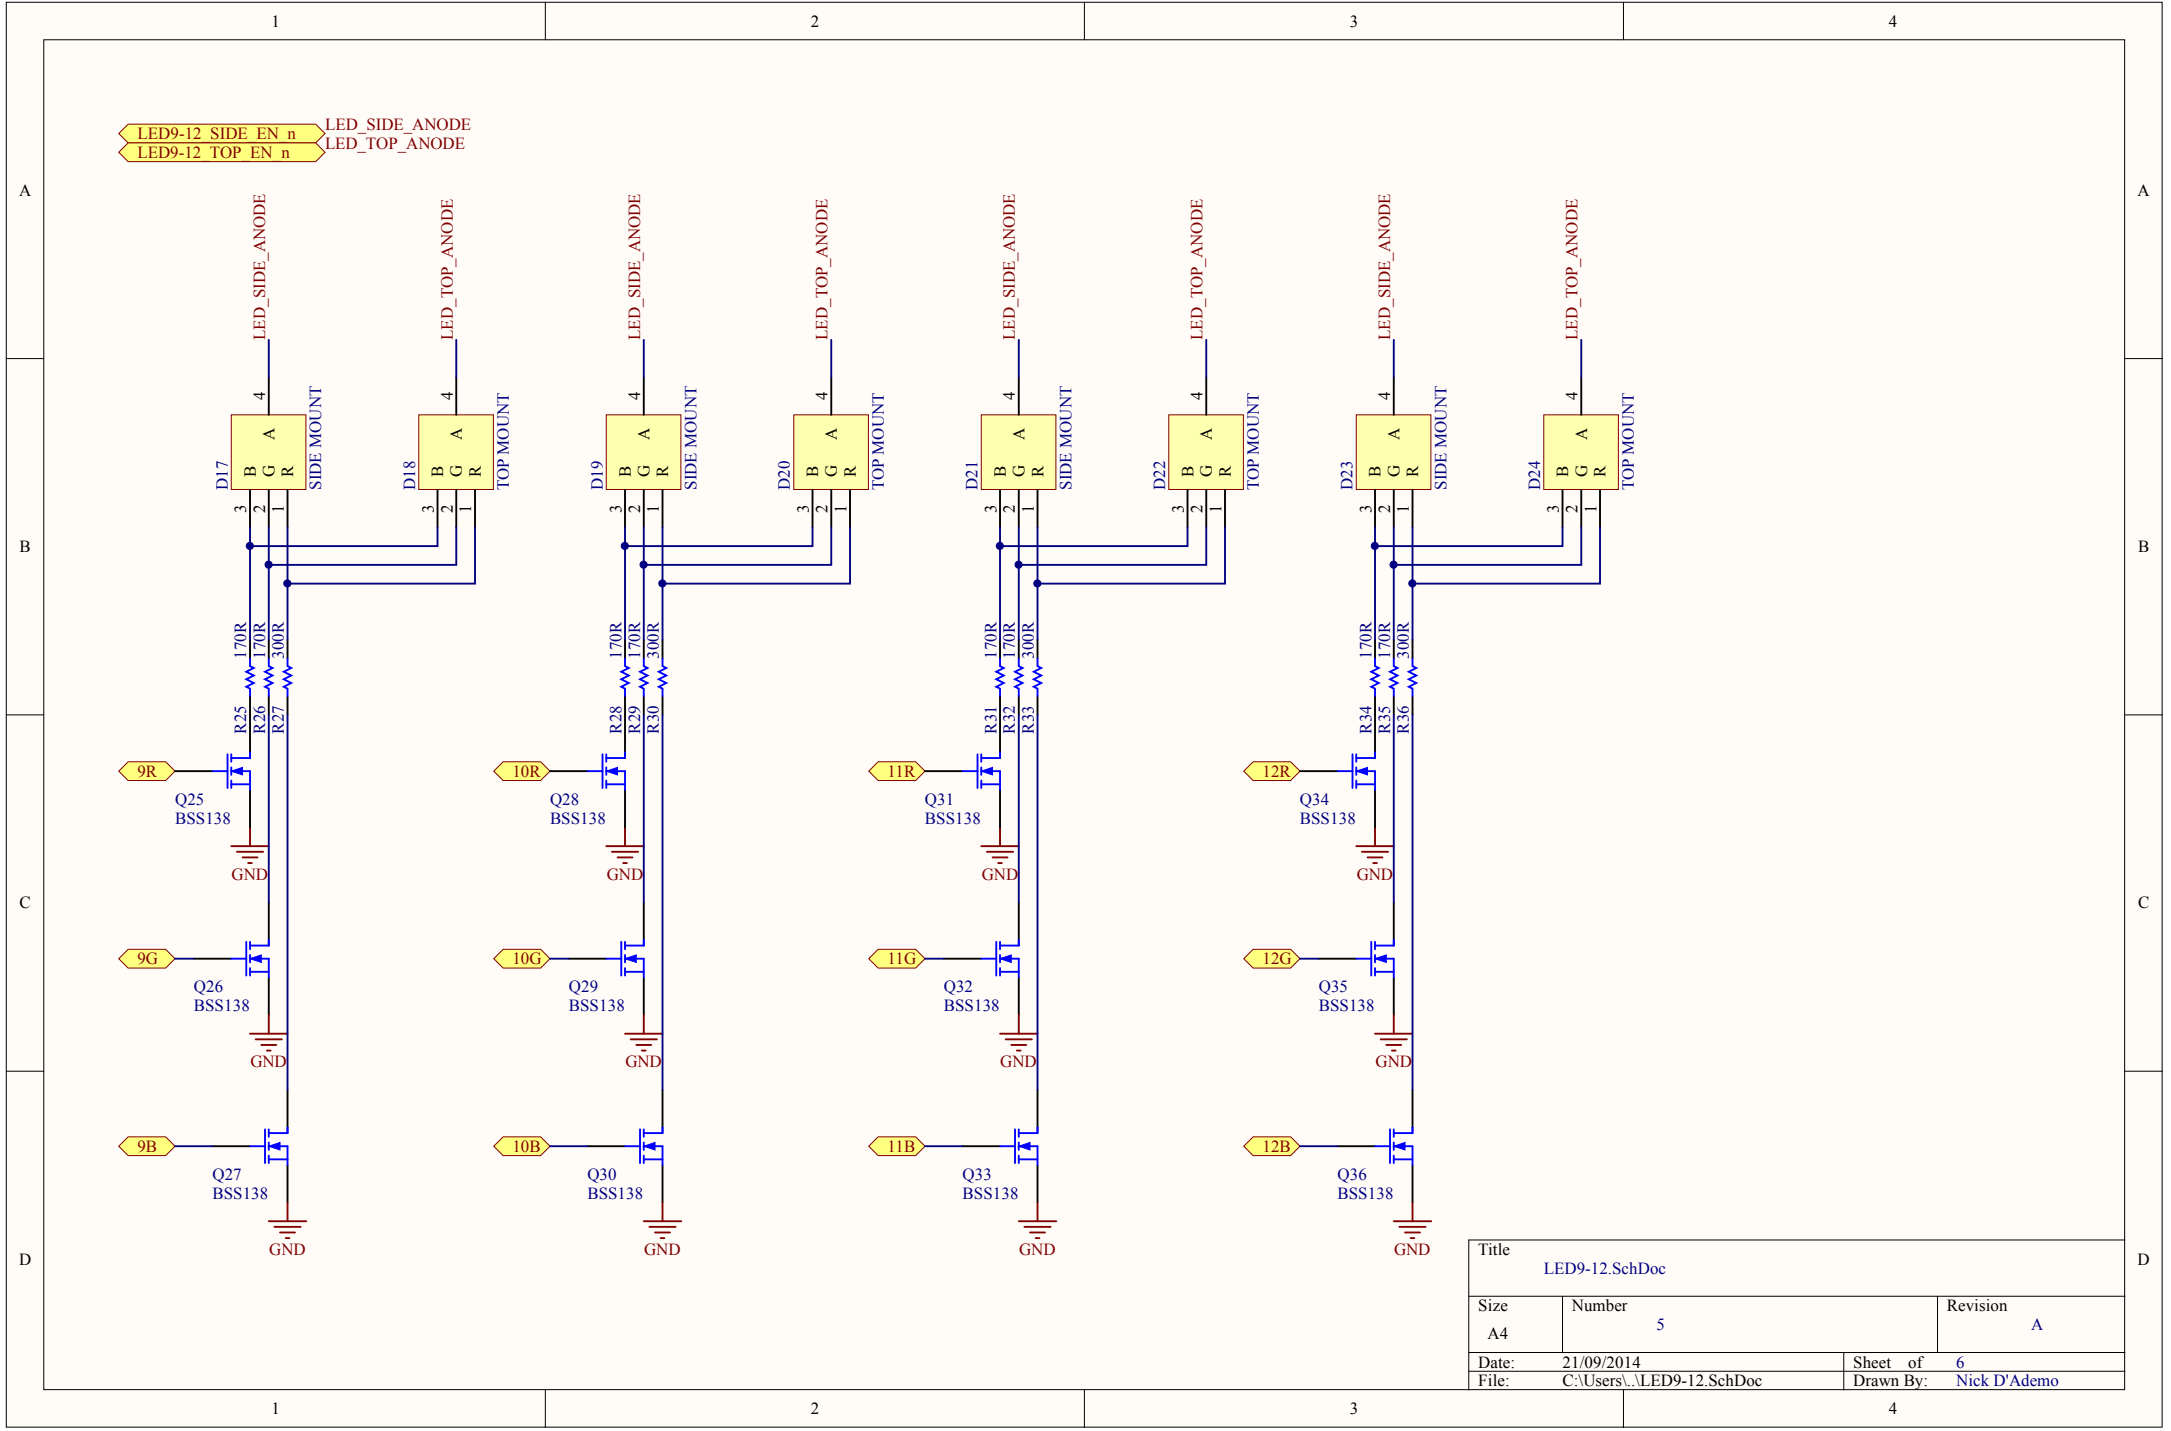 1 2 3 4
LED9-12_SIDE_EN_n LED_SIDE_ANODE
LED9-12_TOP_EN_n LED_TOP_ANODE
A A
LED_SIDE_ANODE LED_TOP_ANODE LED_SIDE_ANODE LED_TOP_ANODE LED_SIDE_ANODE LED_TOP_ANODE LED_SIDE_ANODE LED_TOP_ANODE
4 4 4 4 4 4 4 4
A A A A A A A A
D17 B G R SIDE MOUNT
D18 B G R TOP MOUNT
D19 B G R SIDE MOUNT
D20 B G R TOP MOUNT
D21 B G R SIDE MOUNT
D22 B G R TOP MOUNT
D23 B G R SIDE MOUNT
D24 B G R TOP MOUNT
3 2 1 3 2 1 3 2 1 3 2 1 3 2 1 3 2 1 3 2 1 3 2 1
B B
170R 170R 300R 170R 170R 300R 170R 170R 300R 170R 170R 300R
R25 R26 R27 R28 R29 R30 R31 R32 R33 R34 R35 R36
9R 10R 11R 12R
Q25 Q28 Q31 Q34
BSS138 BSS138 BSS138 BSS138
GND GND GND GND
C C
9G 10G 11G 12G
Q26 Q29 Q32 Q35
BSS138 BSS138 BSS138 BSS138
GND GND GND GND
9B 10B 11B 12B
Q27 Q30 Q33 Q36
BSS138 BSS138 BSS138 BSS138
GND GND GND GND
D D
Title
LED9-12.SchDoc
Size Number Revision
A4 5 A
Date: 21/09/2014 Sheet of 6
File: C:\Users\..\LED9-12.SchDoc Drawn By: Nick D'Ademo
1 2 3 4